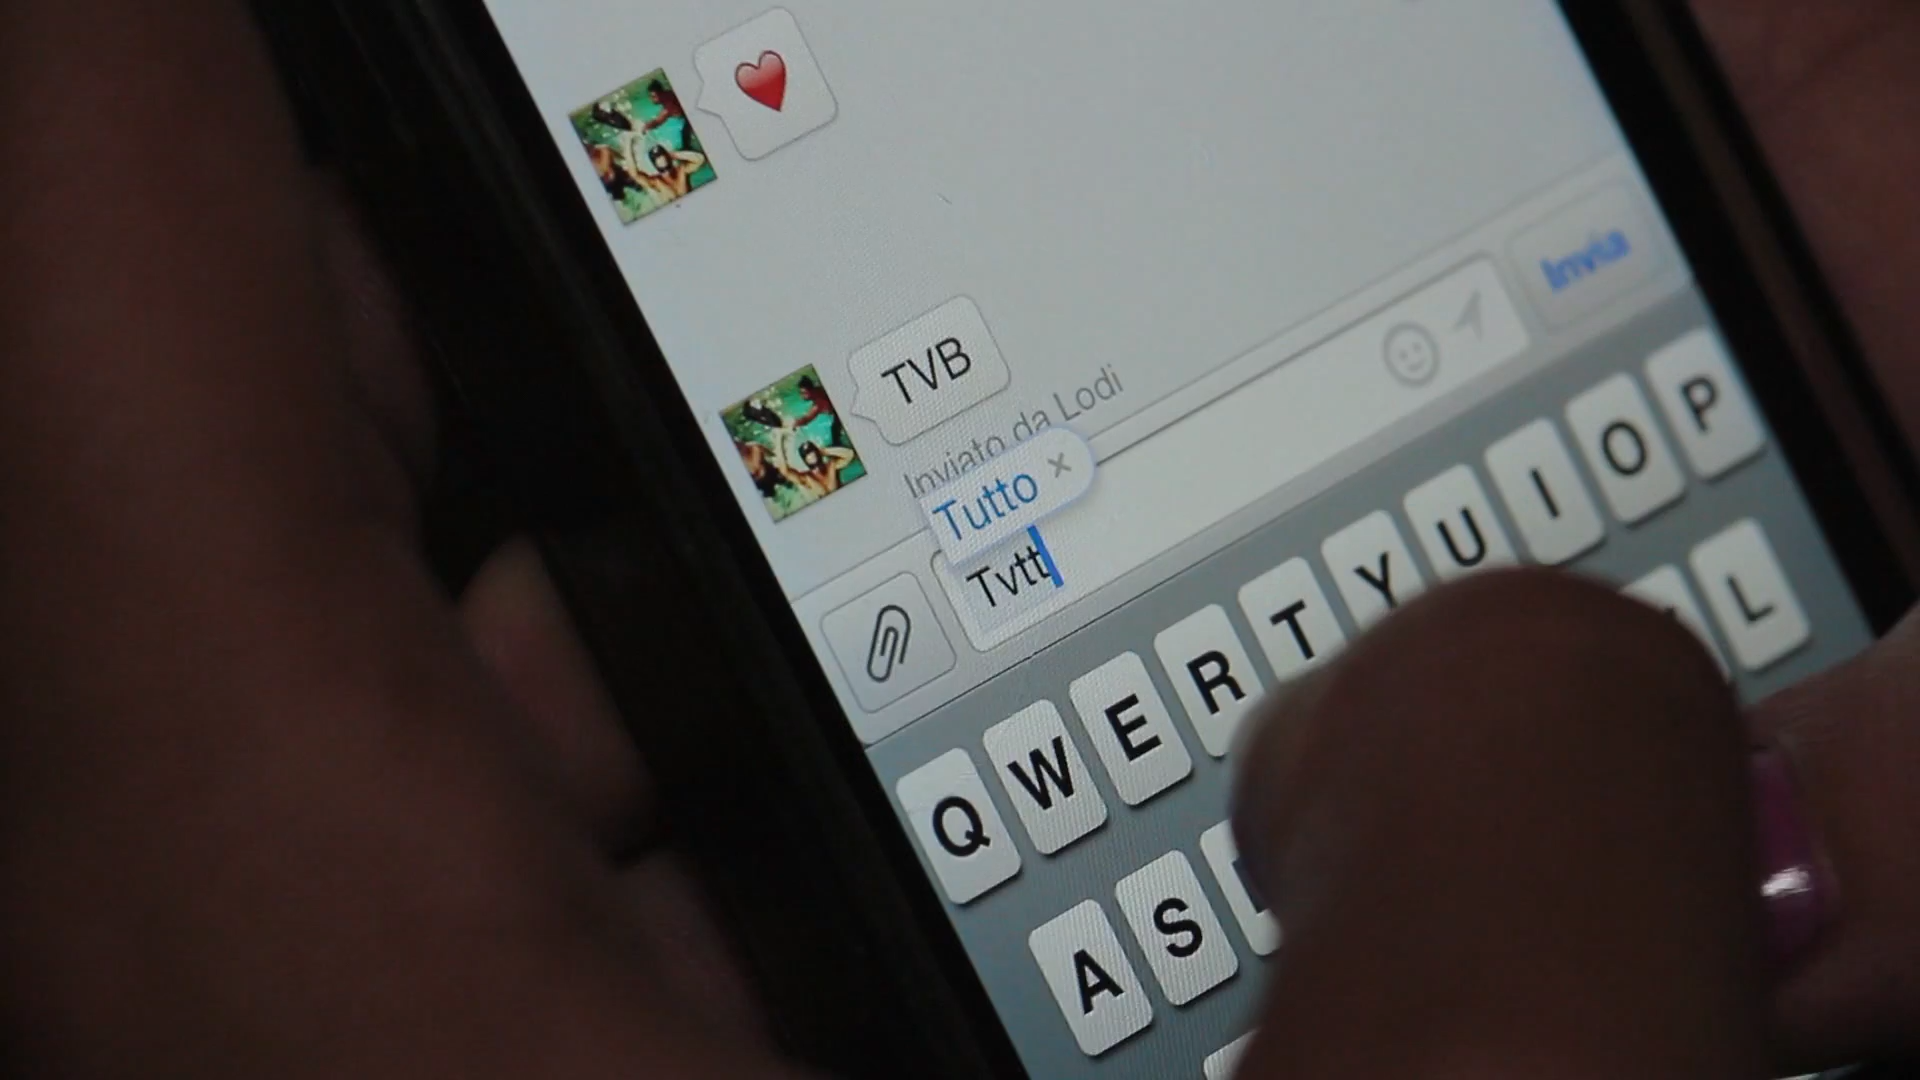 TVB
Inviato da Lodi
Tutto ×
Tvtt
Invia
Q W E R T Y U I O P
A S L